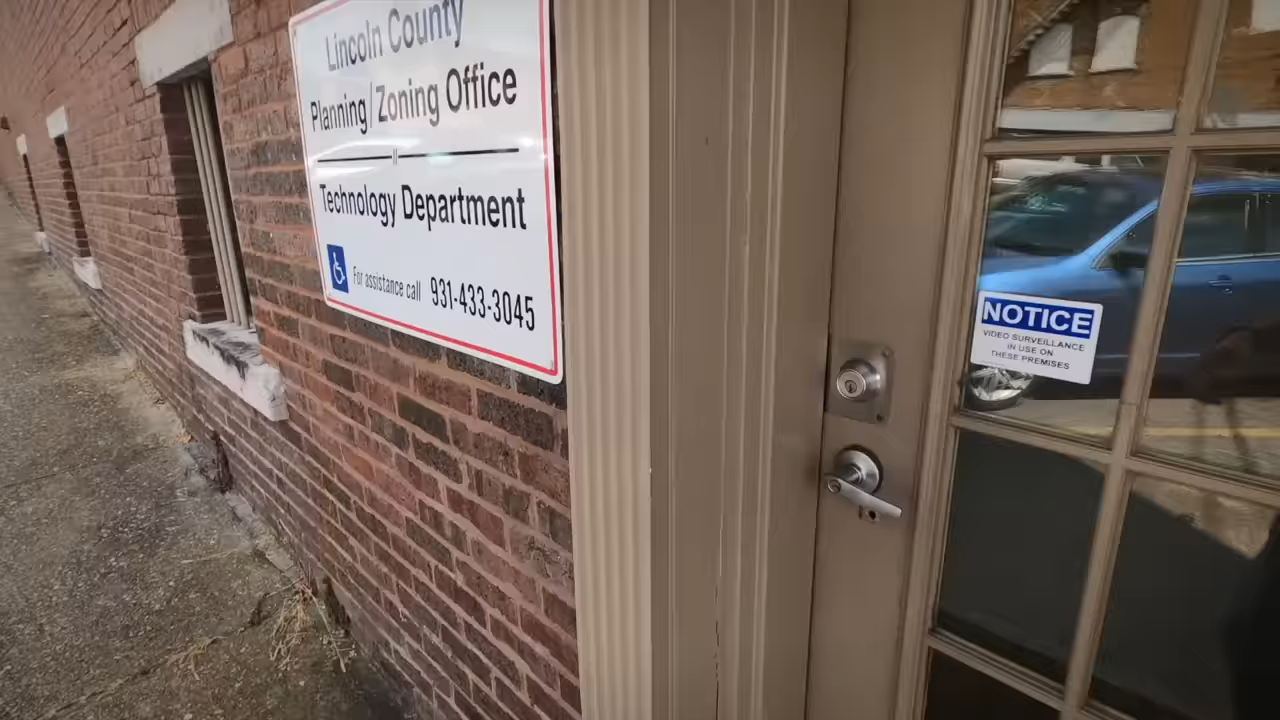 Lincoln County
Planning/Zoning Office
Technology Department
For assistance call 931-433-3045
NOTICE
VIDEO SURVEILLANCE
IN USE ON
THESE PREMISES